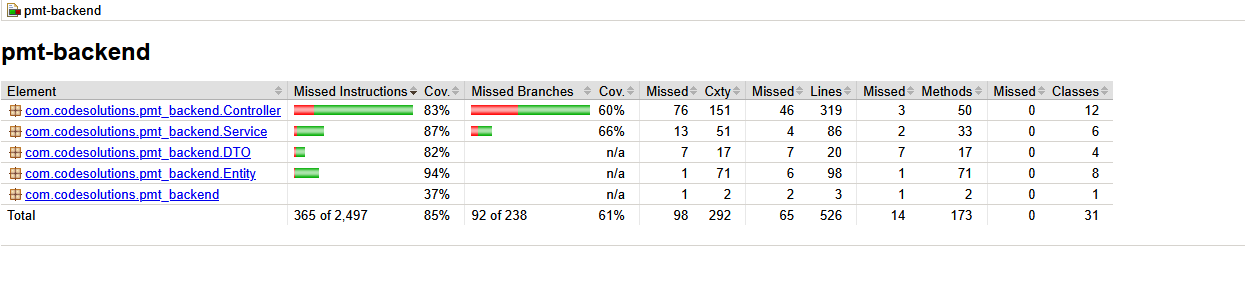 pmt-backend
pmt-backend
Element Missed Instructions Cov. Missed Branches Cov. Missed Cxty Missed Lines Missed Methods Missed Classes
com.codesolutions.pmt_backend.Controller 83% 60% 76 151 46 319 3 50 0 12
com.codesolutions.pmt_backend.Service 87% 66% 13 51 4 86 2 33 0 6
com.codesolutions.pmt_backend.DTO 82% n/a 7 17 7 20 7 17 0 4
com.codesolutions.pmt_backend.Entity 94% n/a 1 71 6 98 1 71 0 8
com.codesolutions.pmt_backend 37% n/a 1 2 2 3 1 2 0 1
Total 365 of 2,497 85% 92 of 238 61% 98 292 65 526 14 173 0 31